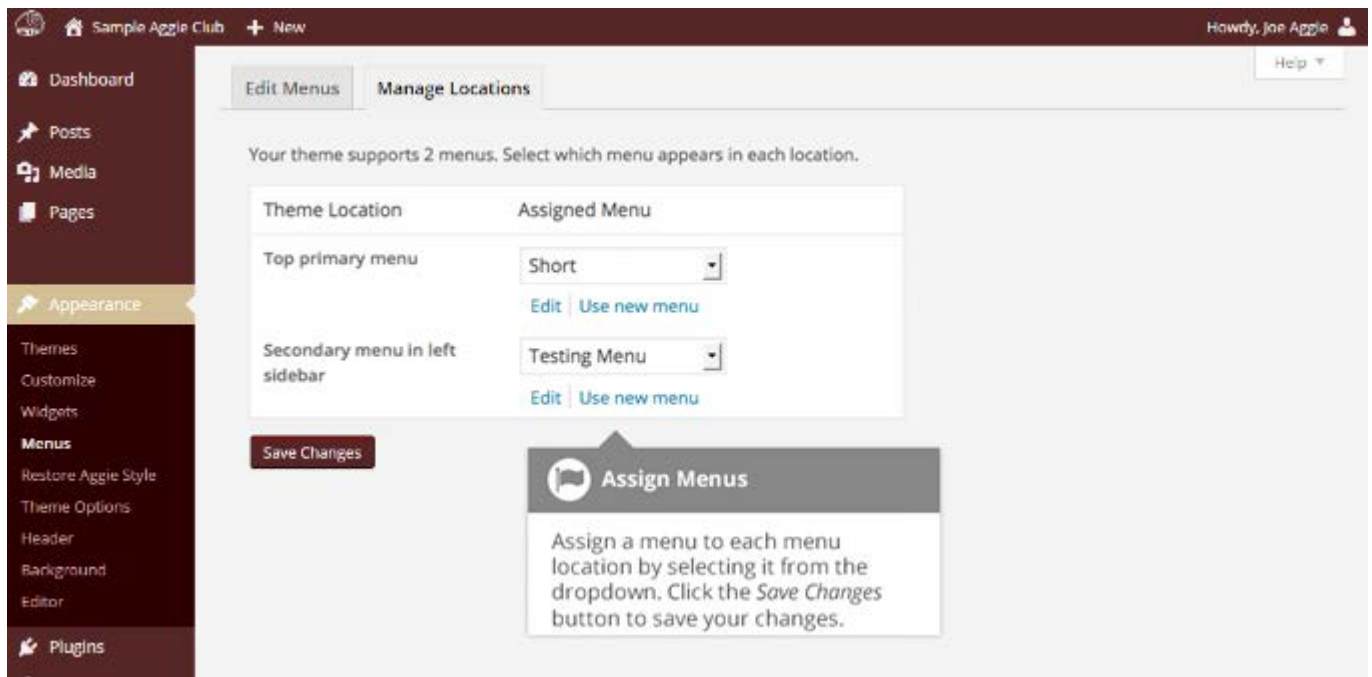 Sample Aggie Club + New Howdy, Joe Aggie
Help
Dashboard
Posts
Media
Pages
Appearance
Themes
Customize
Widgets
Menus
Restore Aggie Style
Theme Options
Header
Background
Editor
Plugins
Edit Menus Manage Locations
Your theme supports 2 menus. Select which menu appears in each location.
Theme Location Assigned Menu
Top primary menu Short
Edit Use new menu
Secondary menu in left
sidebar
Testing Menu
Edit Use new menu
Save Changes
Assign Menus
Assign a menu to each menu
location by selecting it from the
dropdown. Click the Save Changes
button to save your changes.